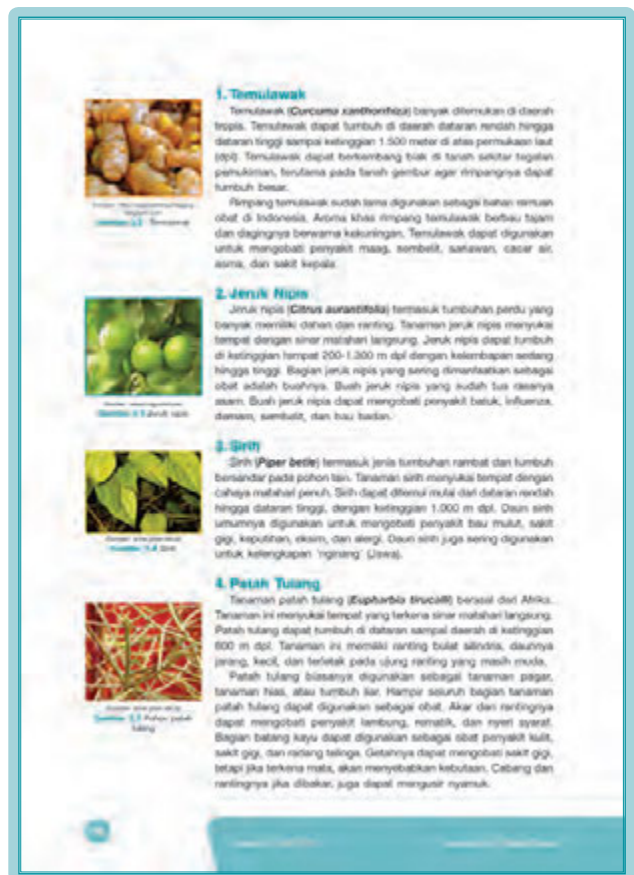 1. Temulawak
Temulawak (Curcuma xanthorrhiza) banyak ditemukan di daerah
tropis. Temulawak dapat tumbuh di daerah dataran rendah hingga
dataran tinggi sampai ketinggian 1.500 meter di atas permukaan laut
(dpl). Temulawak dapat berkembang biak di tanah sekitar tegalan
pemukiman, terutama pada tanah gembur agar rimpangnya dapat
tumbuh besar.
Rimpang temulawak sudah lama digunakan sebagai bahan ramuan
obat di Indonesia. Aroma khas rimpang temulawak berbau tajam
dan dagingnya berwarna kekuningan. Temulawak dapat digunakan
untuk mengobati penyakit maag, sembelit, sariawan, cacar air,
asma, dan sakit kepala.
Temulawak
2. Jeruk Nipis
Jeruk nipis (Citrus aurantifolia) termasuk tumbuhan perdu yang
banyak memiliki dahan dan ranting. Tanaman jeruk nipis menyukai
tempat dengan sinar matahari langsung. Jeruk nipis dapat tumbuh
di ketinggian tempat 200-1.300 m dpl dengan kelembapan sedang
hingga tinggi. Bagian jeruk nipis yang sering dimanfaatkan sebagai
obat adalah buahnya. Buah jeruk nipis yang sudah tua rasanya
asam. Buah jeruk nipis dapat mengobati penyakit batuk, influenza,
demam, sembelit, dan bau badan.
Jeruk nipis
3. Sirih
Sirih (Piper betle) termasuk jenis tumbuhan rambat dan tumbuh
bersandar pada pohon lain. Tanaman sirih menyukai tempat dengan
cahaya matahari penuh. Sirih dapat ditemui mulai dari dataran rendah
hingga dataran tinggi, dengan ketinggian 1.000 m dpl. Daun sirih
umumnya digunakan untuk mengobati penyakit bau mulut, sakit
gigi, keputihan, eksim, dan alergi. Daun sirih juga sering digunakan
untuk kelengkapan 'nginang' (Jawa).
Sirih
4. Patah Tulang
Tanaman patah tulang (Euphorbia tirucalli) berasal dari Afrika.
Tanaman ini menyukai tempat yang terkena sinar matahari langsung.
Patah tulang dapat tumbuh di dataran sampai daerah di ketinggian
600 m dpl. Tanaman ini memiliki ranting bulat silindris, daunnya
jarang, kecil, dan terletak pada ujung ranting yang masih muda.
Patah tulang biasanya digunakan sebagai tanaman pagar,
tanaman hias, atau tumbuh liar. Hampir seluruh bagian tanaman
patah tulang dapat digunakan sebagai obat. Akar dan rantingnya
dapat mengobati penyakit lambung, rematik, dan nyeri syaraf.
Bagian batang kayu dapat digunakan sebagai obat penyakit kulit,
sakit gigi, dan radang telinga. Getahnya dapat mengobati sakit gigi,
tetapi jika terkena mata, akan menyebabkan kebutaan. Cabang dan
rantingnya jika dibakar, juga dapat mengusir nyamuk.
Pohon patah
tulang